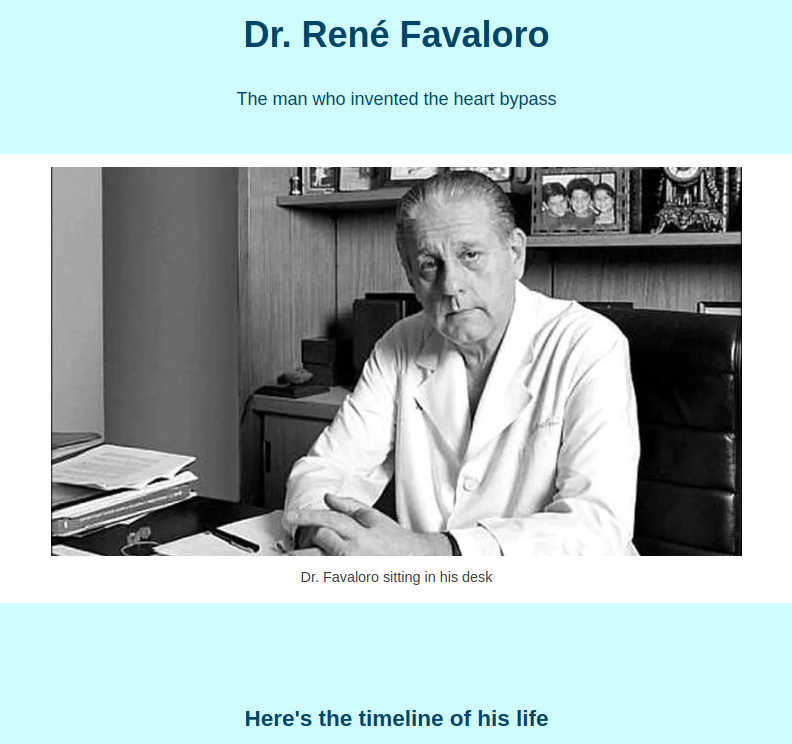 Dr. René Favaloro
The man who invented the heart bypass
Dr. Favaloro sitting in his desk
Here's the timeline of his life